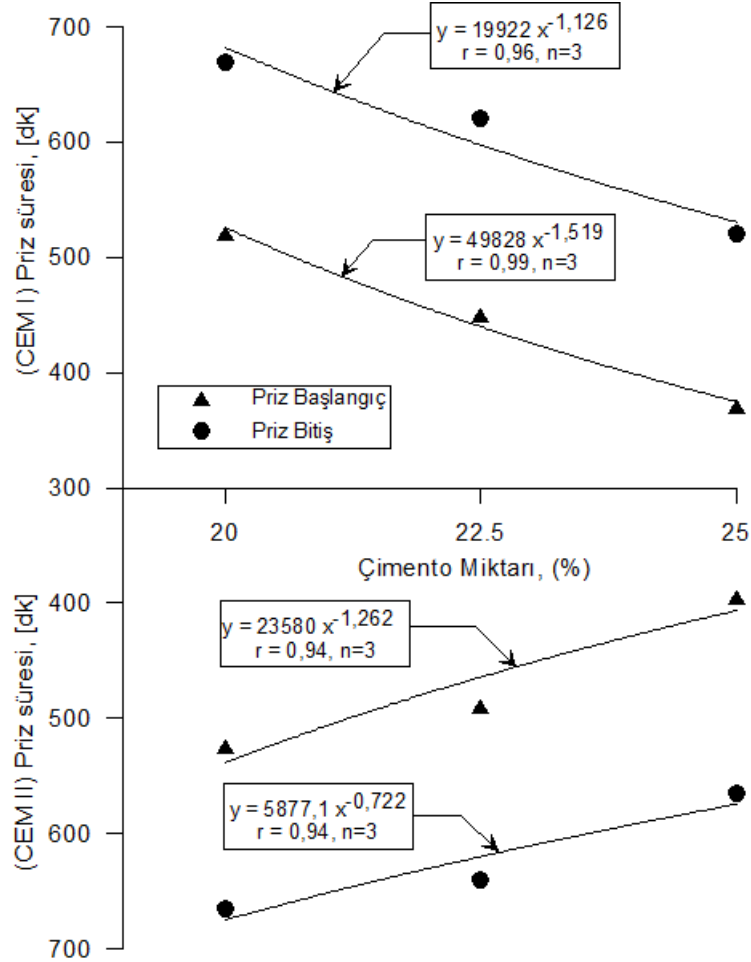 (CEM I) Priz süresi, [dk]
700
600
500
400
300
y = 19922 x-1,126
r = 0,96, n=3
y = 49828 x-1,519
r = 0,99, n=3
Priz Başlangıç
Priz Bitiş
20
22.5
25
Çimento Miktarı, (%)
(CEM II) Priz süresi, [dk]
400
500
600
700
y = 23580 x-1,262
r = 0,94, n=3
y = 5877,1 x-0,722
r = 0,94, n=3